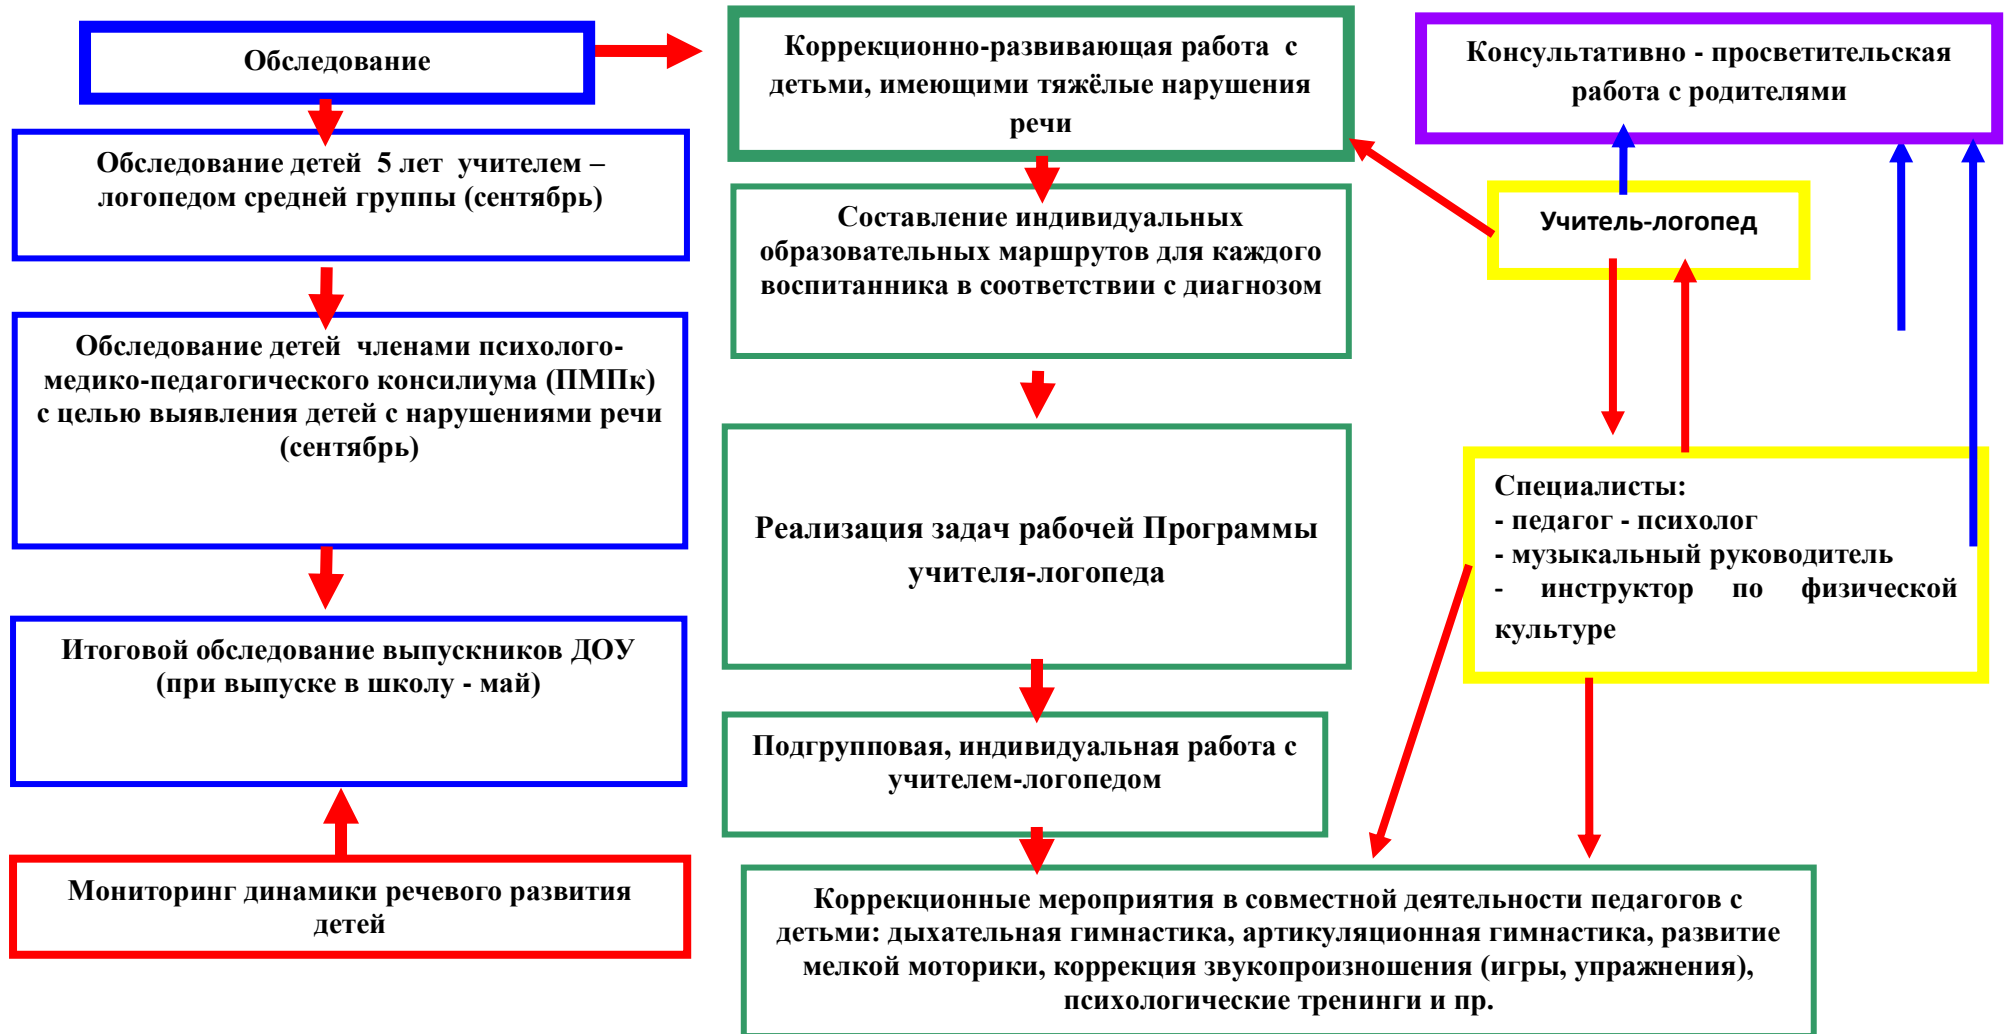 Обследование
Обследование детей 5 лет учителем –
логопедом средней группы (сентябрь)
Обследование детей членами психолого-
медико-педагогического консилиума (ПМПк)
с целью выявления детей с нарушениями речи
(сентябрь)
Итоговой обследование выпускников ДОУ
(при выпуске в школу - май)
Мониторинг динамики речевого развития
детей
Коррекционно-развивающая работа с
детьми, имеющими тяжёлые нарушения
речи
Составление индивидуальных
образовательных маршрутов для каждого
воспитанника в соответствии с диагнозом
Реализация задач рабочей Программы
учителя-логопеда
Подгрупповая, индивидуальная работа с
учителем-логопедом
Коррекционные мероприятия в совместной деятельности педагогов с
детьми: дыхательная гимнастика, артикуляционная гимнастика, развитие
мелкой моторики, коррекция звукопроизношения (игры, упражнения),
психологические тренинги и пр.
Консультативно - просветительская
работа с родителями
Учитель-логопед
Специалисты:
- педагог - психолог
- музыкальный руководитель
- инструктор по физической
культуре